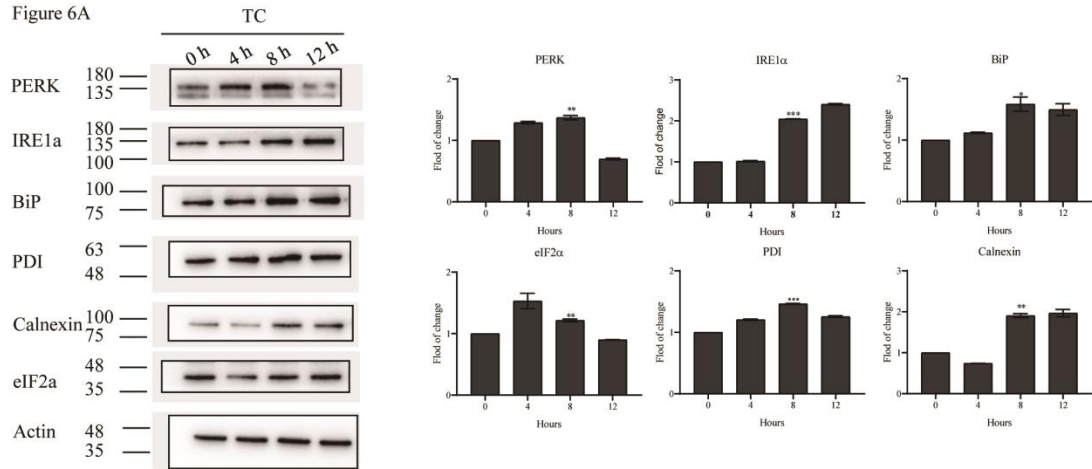 Figure 6A
TC
0 h 4 h 8 h 12 h
PERK 180 135
IRE1a 180 135 100
BiP 100 75
PDI 63 48
Calnexin 100 75
eIF2a 48 35
Actin 48 35
PERK
Flod of change
2
1
0
**
0 4 8 12
Hours
IRE1α
Flod of change
3
2
1
0
***
0 4 8 12
Hours
BiP
Flod of change
2
1
0
*
0 4 8 12
Hours
eIF2α
Flod of change
2
1
0
**
0 4 8 12
Hours
PDI
Flod of change
2
1
0
***
0 4 8 12
Hours
Calnexin
Flod of change
3
2
1
0
**
0 4 8 12
Hours